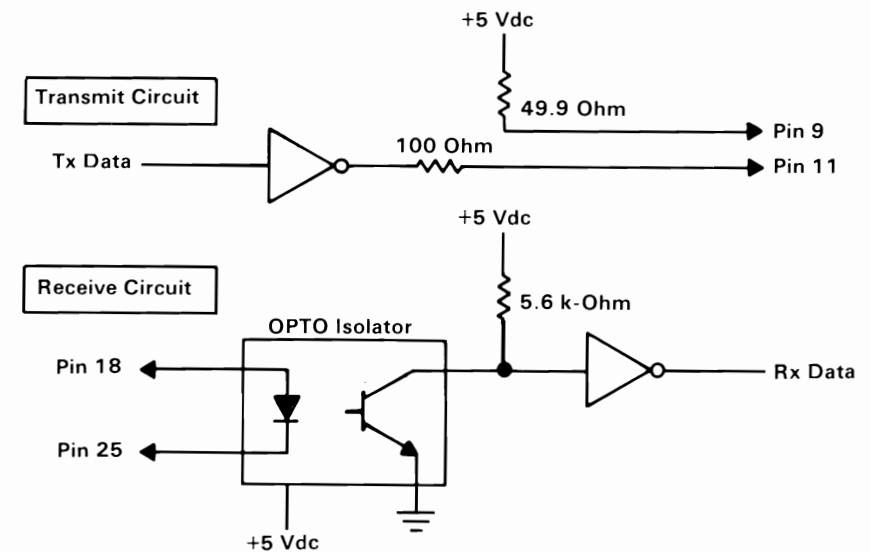 +5 Vdc
Transmit Circuit
49.9 Ohm
Pin 9
100 Ohm
Tx Data
Pin 11
+5 Vdc
Receive Circuit
5.6 k-Ohm
OPTO Isolator
Pin 18
Rx Data
Pin 25
+5 Vdc